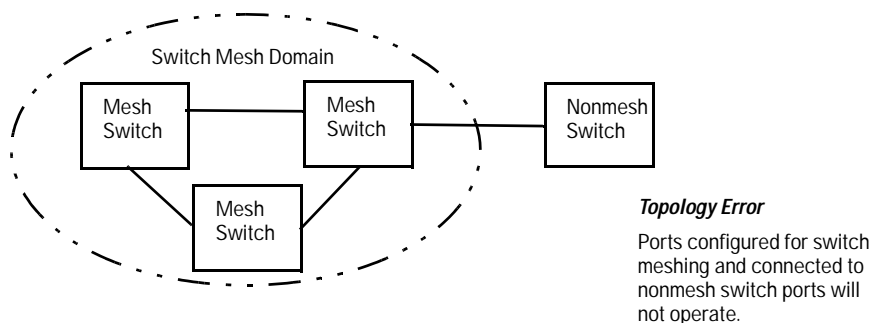 Switch Mesh Domain
Mesh
Switch
Mesh
Switch
Nonmesh
Switch
Mesh
Switch
Topology Error
Ports configured for switch
meshing and connected to
nonmesh switch ports will
not operate.